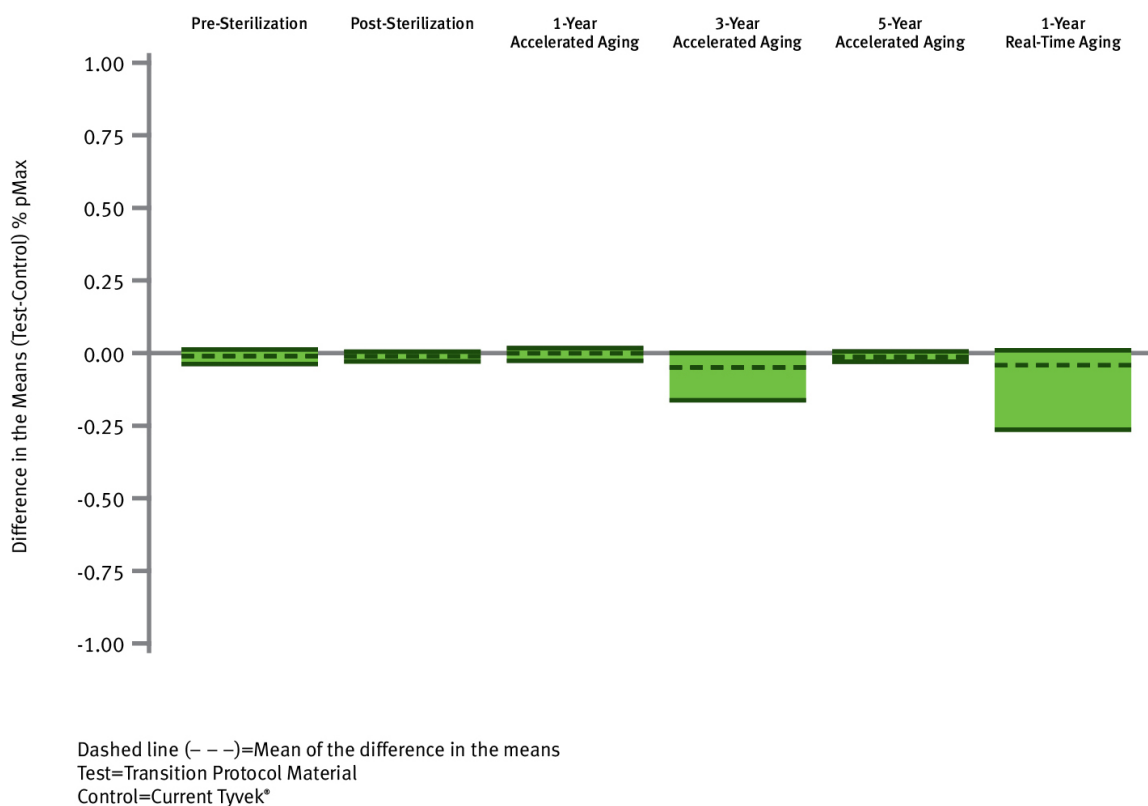 Pre-Sterilization
Post-Sterilization
1-Year
Accelerated Aging
3-Year
Accelerated Aging
5-Year
Accelerated Aging
1-Year
Real-Time Aging
Difference in the Means (Test-Control) % pMax
1.00
0.75
0.50
0.25
0.00
-0.25
-0.50
-0.75
-1.00
Dashed line (– – –)=Mean of the difference in the means
Test=Transition Protocol Material
Control=Current Tyvek®